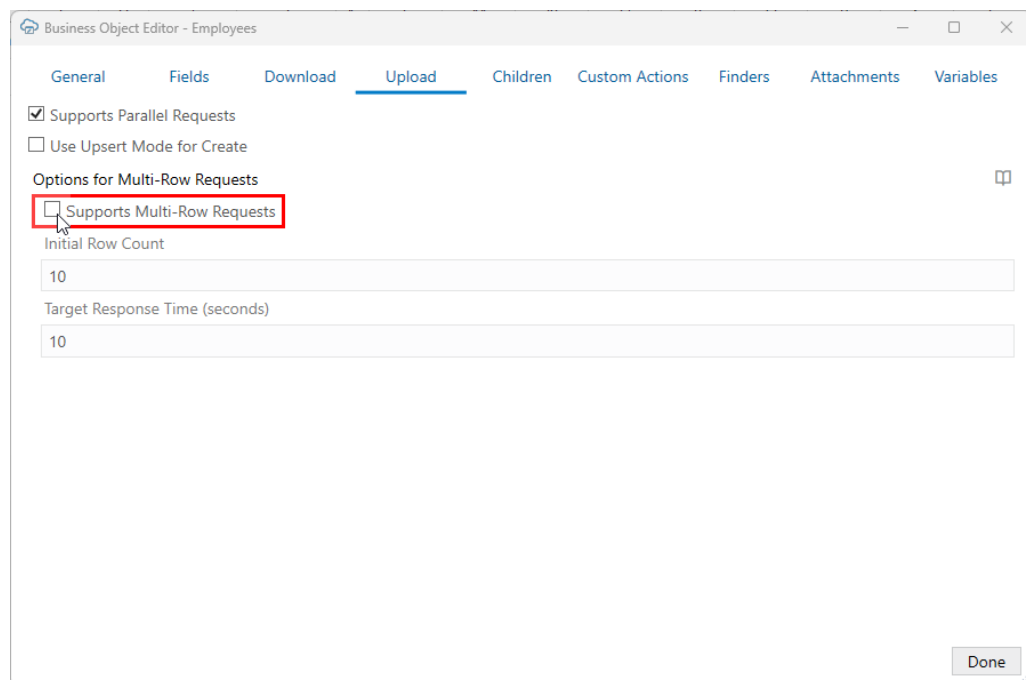 Business Object Editor - Employees
General Fields Download Upload Children Custom Actions Finders Attachments Variables
Supports Parallel Requests
Use Upsert Mode for Create
Options for Multi-Row Requests
Supports Multi-Row Requests
Initial Row Count
10
Target Response Time (seconds)
10
Done